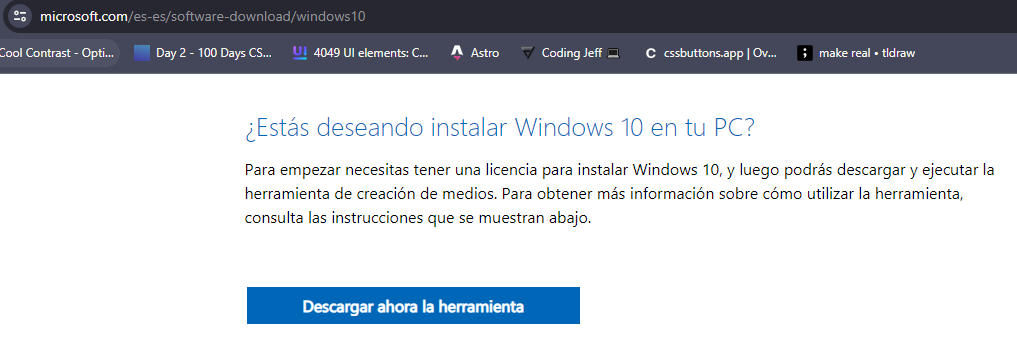 microsoft.com/es-es/software-download/windows10
Cool Contrast - Opti... Day 2 - 100 Days CS... UI 4049 UI elements: C... Astro Coding Jeff C cssbuttons.app | Ov... make real • tldraw
¿Estás deseando instalar Windows 10 en tu PC?
Para empezar necesitas tener una licencia para instalar Windows 10, y luego podrás descargar y ejecutar la
herramienta de creación de medios. Para obtener más información sobre cómo utilizar la herramienta,
consulta las instrucciones que se muestran abajo.
Descargar ahora la herramienta